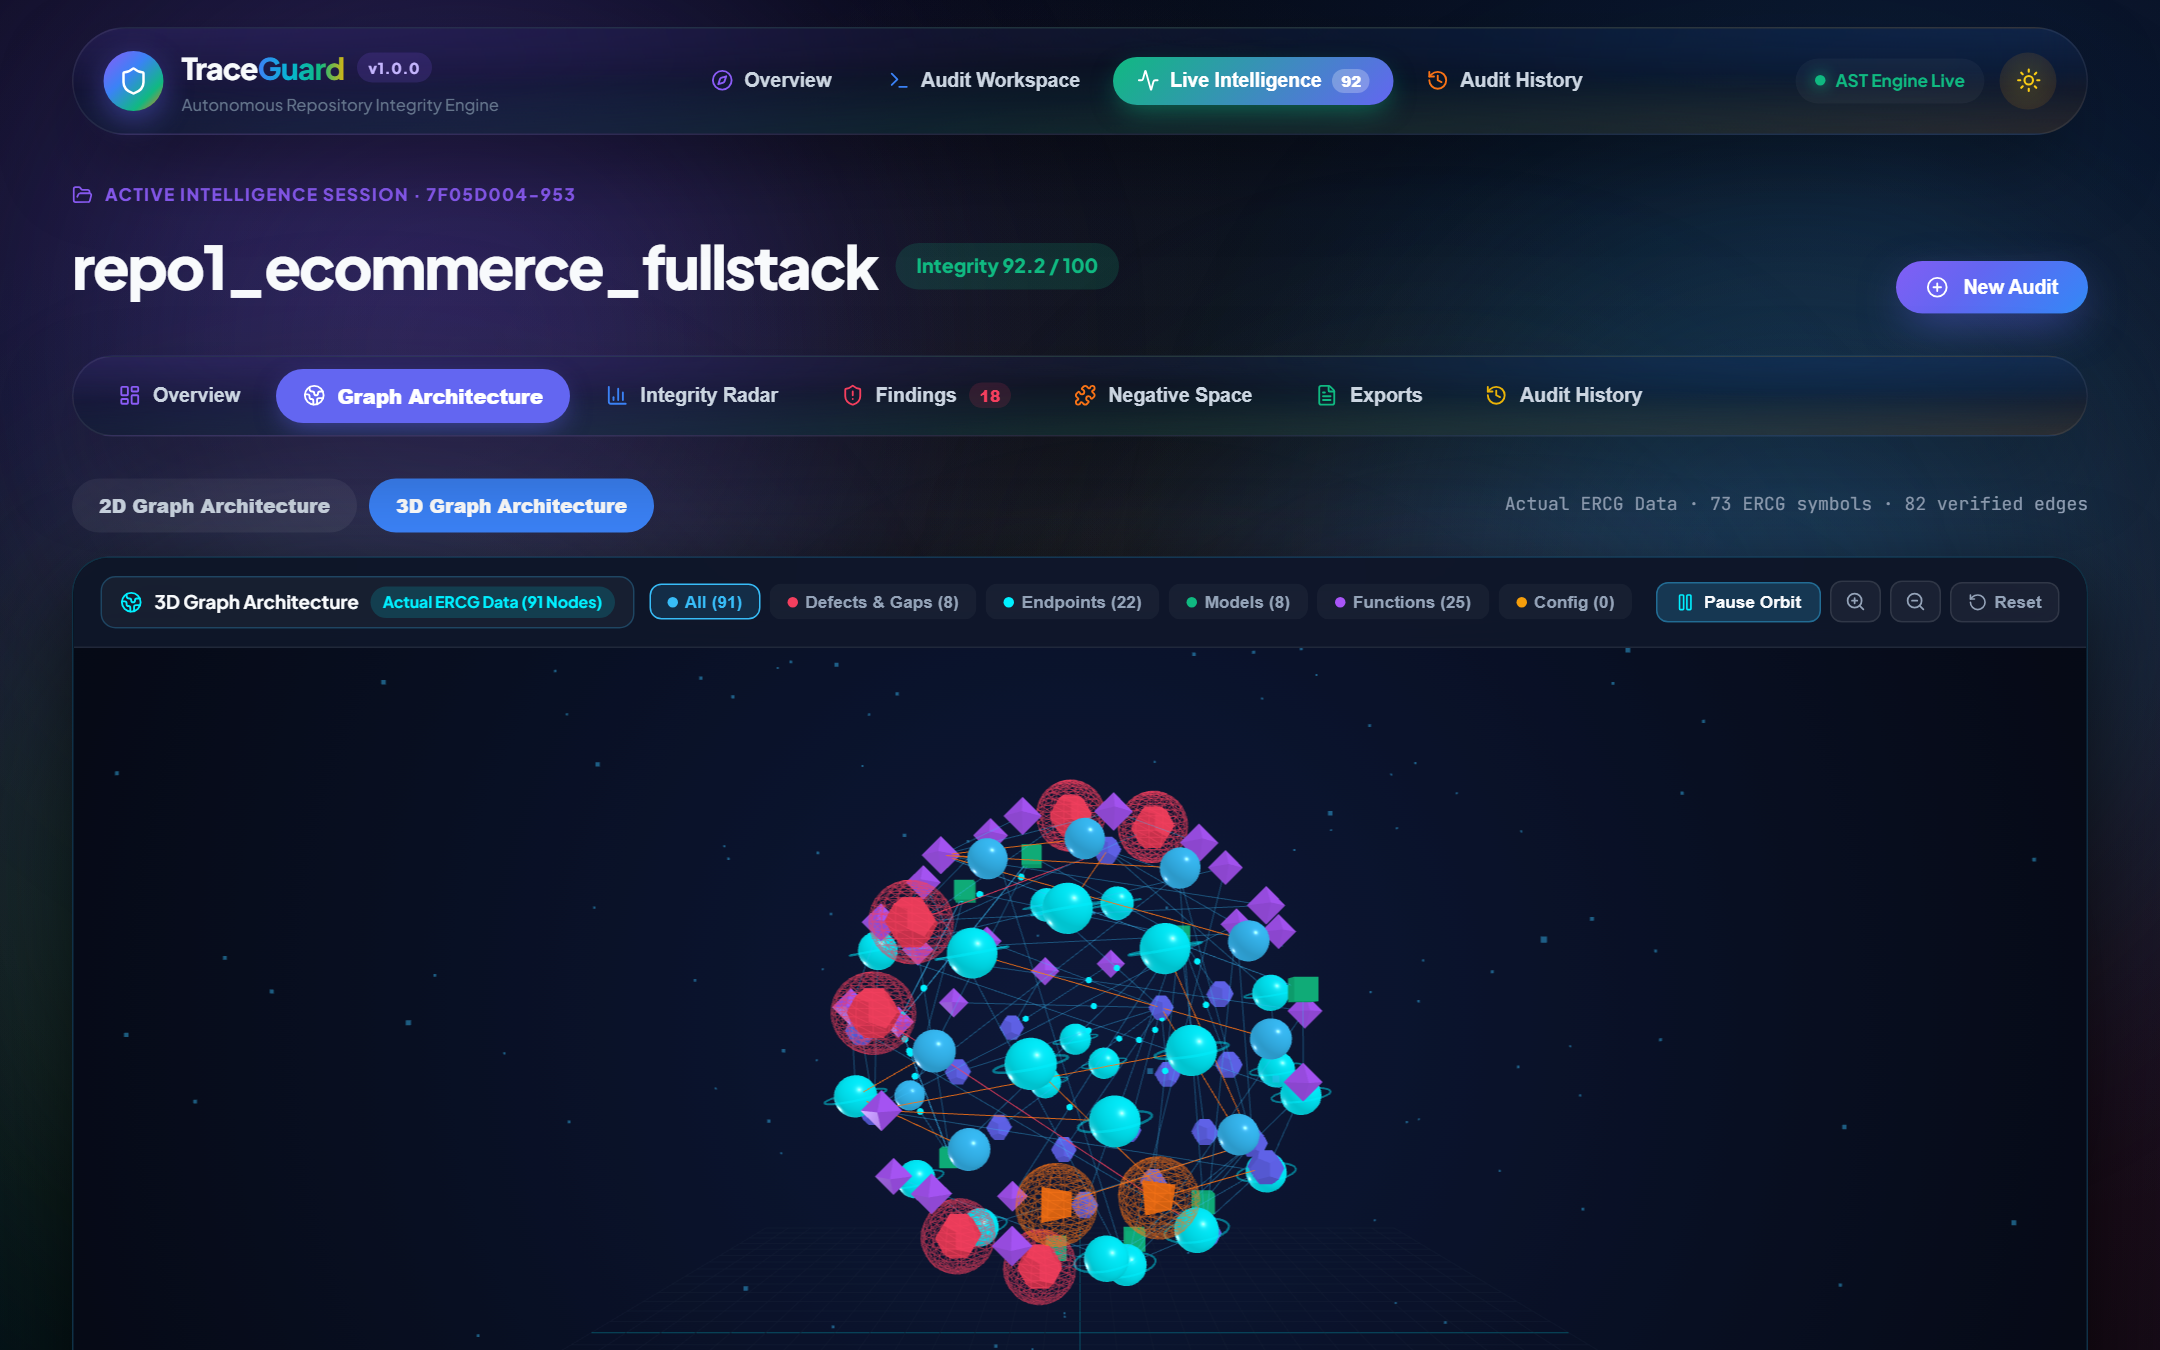 TraceGuard v1.0.0
Autonomous Repository Integrity Engine
Overview
Audit Workspace
Live Intelligence 92
Audit History
AST Engine Live
ACTIVE INTELLIGENCE SESSION · 7F05D004-953
repo1_ecommerce_fullstack
Integrity 92.2 / 100
New Audit
Overview
Graph Architecture
Integrity Radar
Findings 18
Negative Space
Exports
Audit History
2D Graph Architecture
3D Graph Architecture
Actual ERCG Data · 73 ERCG symbols · 82 verified edges
3D Graph Architecture
Actual ERCG Data (91 Nodes)
All (91)
Defects & Gaps (8)
Endpoints (22)
Models (8)
Functions (25)
Config (0)
Pause Orbit
Reset